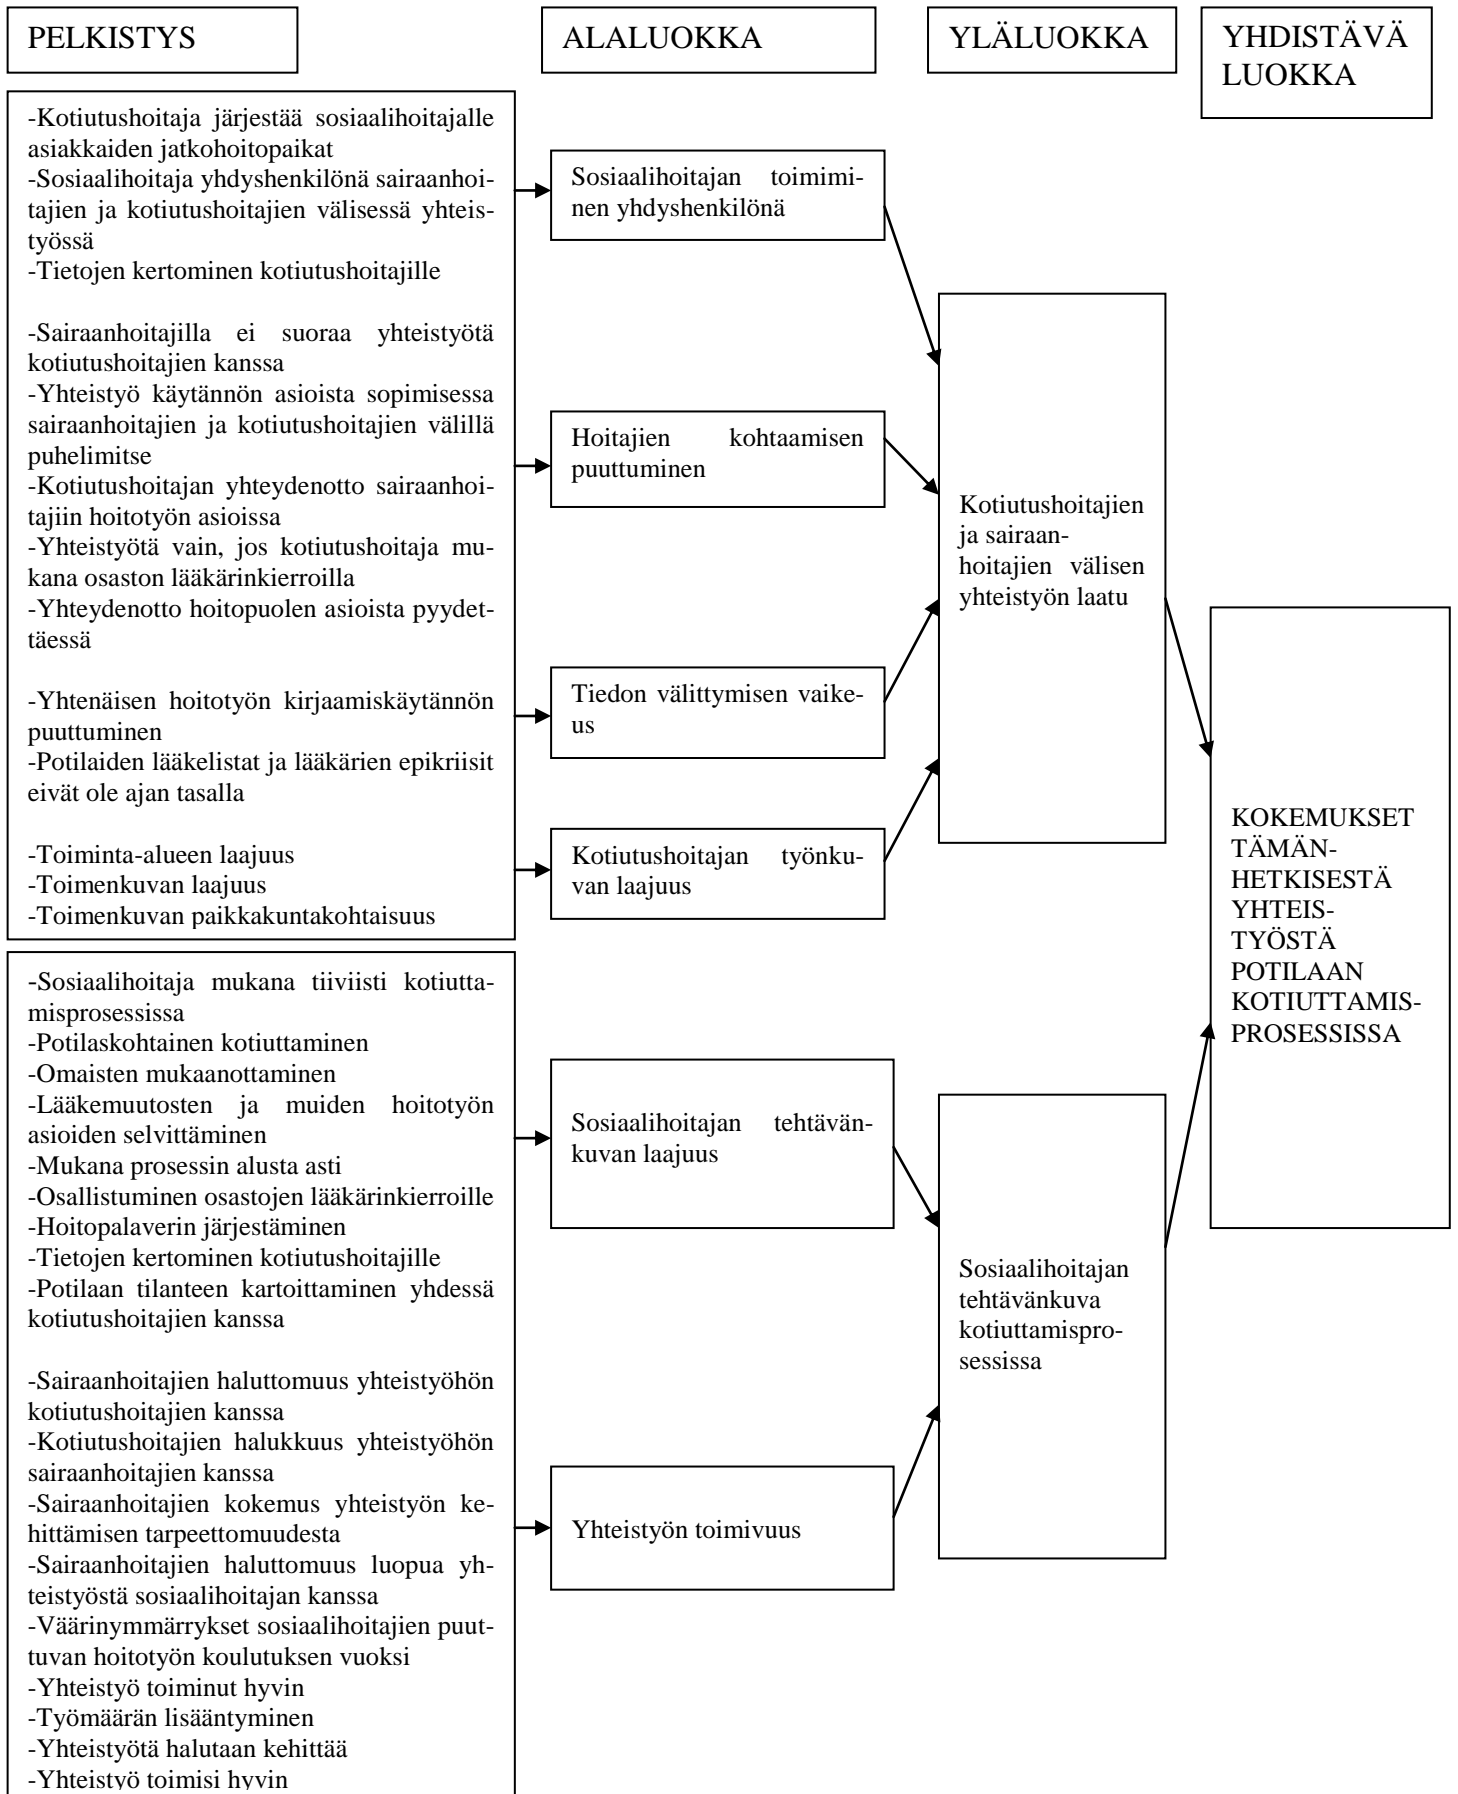 PELKISTYS
ALALUOKKA
YLÄLUOKKA
YHDISTÄVÄ
LUOKKA
-Kotiutushoitaja järjestää sosiaalihoitajalle
asiakkaiden jatkohoitopaikat
-Sosiaalihoitaja yhdyshenkilönä sairaanhoi-
tajien ja kotiutushoitajien välisessä yhteis-
työssä
-Tietojen kertominen kotiutushoitajille
-Sairaanhoitajilla ei suoraa yhteistyötä
kotiutushoitajien kanssa
-Yhteistyö käytännön asioista sopimisessa
sairaanhoitajien ja kotiutushoitajien välillä
puhelimitse
-Kotiutushoitajan yhteydenotto sairaanhoi-
tajiin hoitotyön asioissa
-Yhteistyötä vain, jos kotiutushoitaja mu-
kana osaston lääkärinkierroilla
-Yhteydenotto hoitopuolen asioista pyydet-
täessä
-Yhtenäisen hoitotyön kirjaamiskäytännön
puuttuminen
-Potilaiden lääkelistat ja lääkärien epikriisit
eivät ole ajan tasalla
-Toiminta-alueen laajuus
-Toimenkuvan laajuus
-Toimenkuvan paikkakuntakohtaisuus
-Sosiaalihoitaja mukana tiiviisti kotiutta-
misprosessissa
-Potilaskohtainen kotiuttaminen
-Omaisten mukaanottaminen
-Lääkemuutosten ja muiden hoitotyön
asioiden selvittäminen
-Mukana prosessin alusta asti
-Osallistuminen osastojen lääkärinkierroille
-Hoitopalaverin järjestäminen
-Tietojen kertominen kotiutushoitajille
-Potilaan tilanteen kartoittaminen yhdessä
kotiutushoitajien kanssa
-Sairaanhoitajien haluttomuus yhteistyöhön
kotiutushoitajien kanssa
-Kotiutushoitajien halukkuus yhteistyöhön
sairaanhoitajien kanssa
-Sairaanhoitajien kokemus yhteistyön ke-
hittämisen tarpeettomuudesta
-Sairaanhoitajien haluttomuus luopua yh-
teistyöstä sosiaalihoitajan kanssa
-Väärinymmärrykset sosiaalihoitajien puut-
tuvan hoitotyön koulutuksen vuoksi
-Yhteistyö toiminut hyvin
-Työmäärän lisääntyminen
-Yhteistyötä halutaan kehittää
-Yhteistyö toimisi hyvin
Sosiaalihoitajan toimimi-
nen yhdyshenkilönä
Hoitajien kohtaamisen
puuttuminen
Tiedon välittymisen vaike-
us
Kotiutushoitajan työnku-
van laajuus
Sosiaalihoitajan tehtävän-
kuvan laajuus
Yhteistyön toimivuus
Kotiutushoitajien
ja sairaan-
hoitajien välisen
yhteistyön laatu
Sosiaalihoitajan
tehtävänkuva
kotiuttamispro-
sessissa
KOKEMUKSET
TÄMÄN-
HETKISESTÄ
YHTEIS-
TYÖSTÄ
POTILAAN
KOTIUTTAMIS-
PROSESSISSA